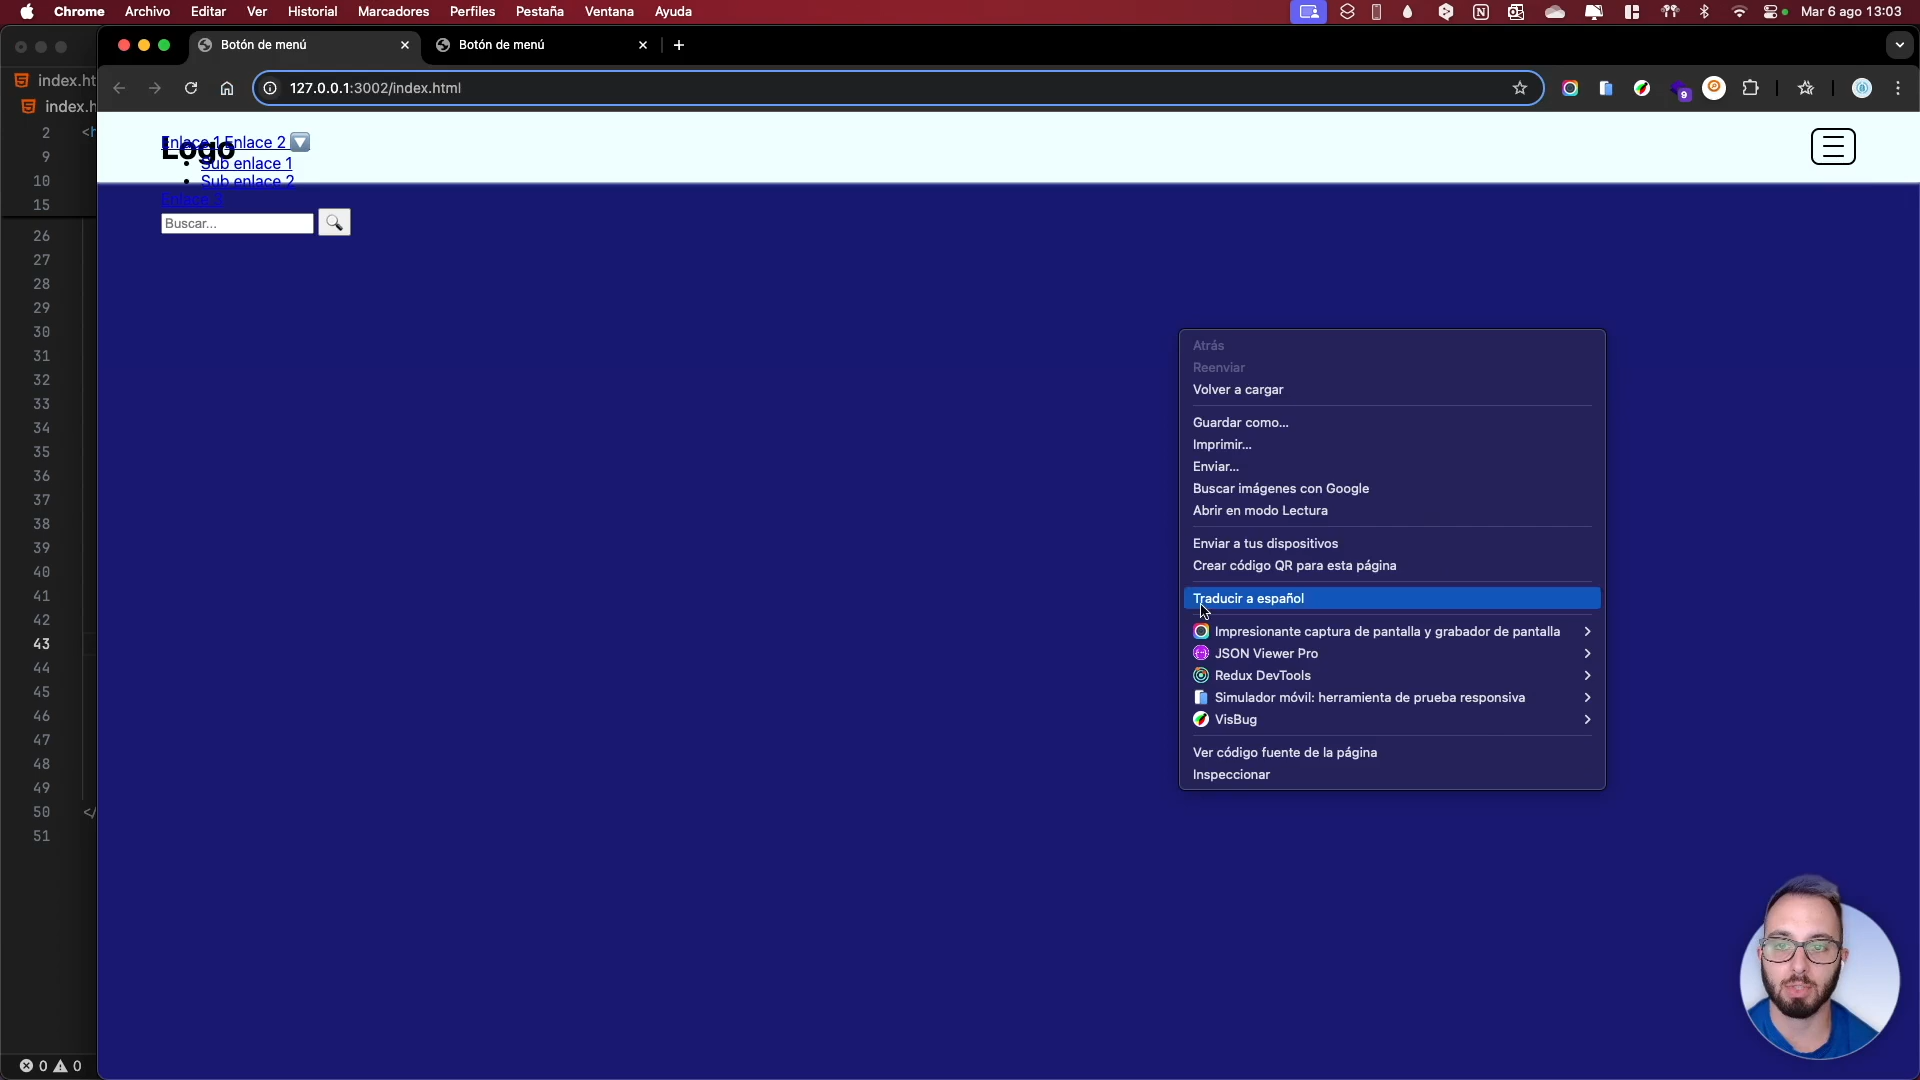 Chrome Archivo Editar Ver Historial Marcadores Perfiles Pestaña Ventana Ayuda Mar 6 ago 13:03
Botón de menú Botón de menú
index.ht
127.0.0.1:3002/index.html
9
index.h
2 <h
9
10
15
26
27
28
29
30
31
32
33
34
35
36
37
38
39
40
41
42
43
44
45
46
47
48
49
50 </
51
0 0
Enlace 1 Enlace 2
Logo
Sub enlace 1
Sub enlace 2
Enlace 3
Buscar...
Atrás
Reenviar
Volver a cargar
Guardar como...
Imprimir...
Enviar...
Buscar imágenes con Google
Abrir en modo Lectura
Enviar a tus dispositivos
Crear código QR para esta página
Traducir a español
Impresionante captura de pantalla y grabador de pantalla
JSON Viewer Pro
Redux DevTools
Simulador móvil: herramienta de prueba responsiva
VisBug
Ver código fuente de la página
Inspeccionar